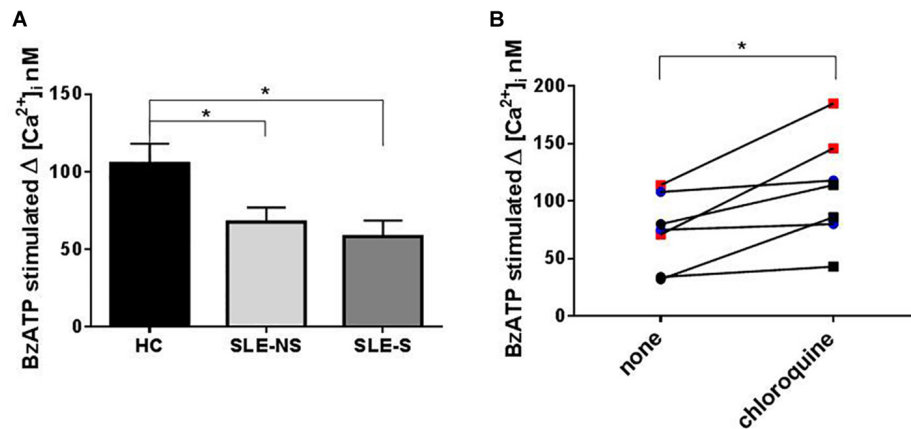 A
BzATP stimulated Δ [Ca²⁺]ᵢ nM
150
100
50
0
*
*
HC
SLE-NS
SLE-S
B
BzATP stimulated Δ [Ca²⁺]ᵢ nM
200
150
100
50
0
*
none
chloroquine